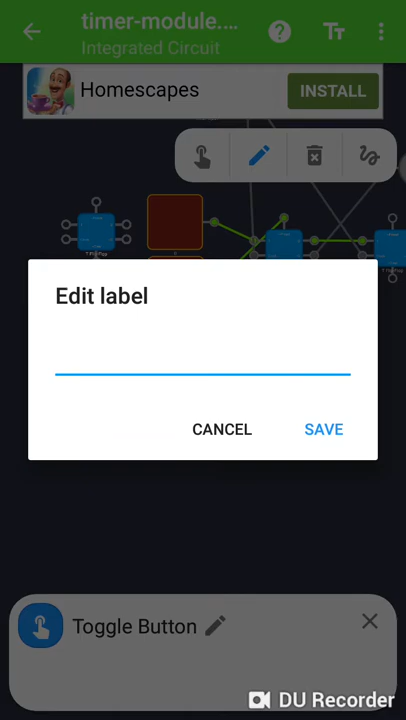 timer-module....
Integrated Circuit
Homescapes
INSTALL
Edit label
CANCEL
SAVE
Toggle Button
DU Recorder